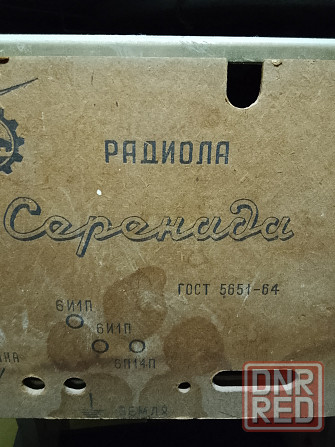 РАДИОЛА
Серенада
ГОСТ 5651-64
6И1П
6И1П
6П14П
ЗЕМЛЯ
DNR
RED